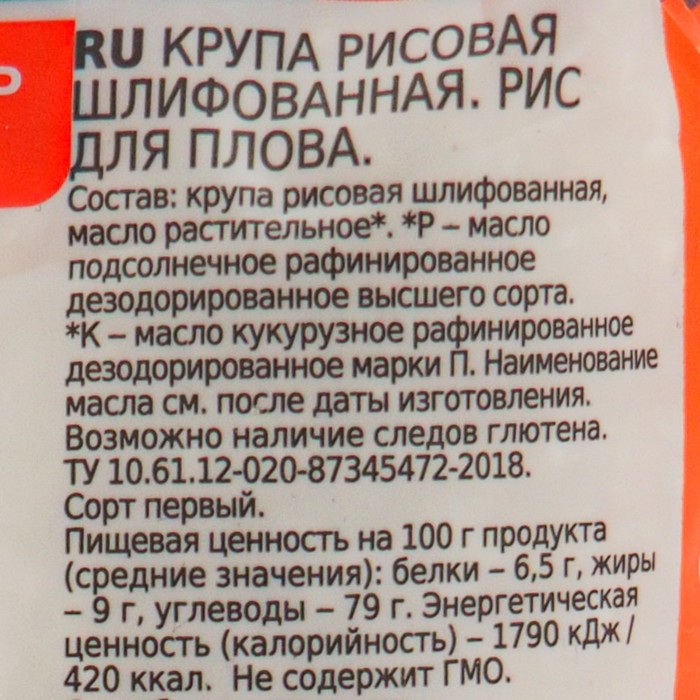 RU КРУПА РИСОВАЯ
ШЛИФОВАННАЯ. РИС
ДЛЯ ПЛОВА.
Состав: крупа рисовая шлифованная,
масло растительное*. *Р – масло
подсолнечное рафинированное
дезодорированное высшего сорта.
*К – масло кукурузное рафинированное
дезодорированное марки П. Наименование
масла см. после даты изготовления.
Возможно наличие следов глютена.
ТУ 10.61.12-020-87345472-2018.
Сорт первый.
Пищевая ценность на 100 г продукта
(средние значения): белки – 6,5 г, жиры
– 9 г, углеводы – 79 г. Энергетическая
ценность (калорийность) – 1790 кДж /
420 ккал. Не содержит ГМО.